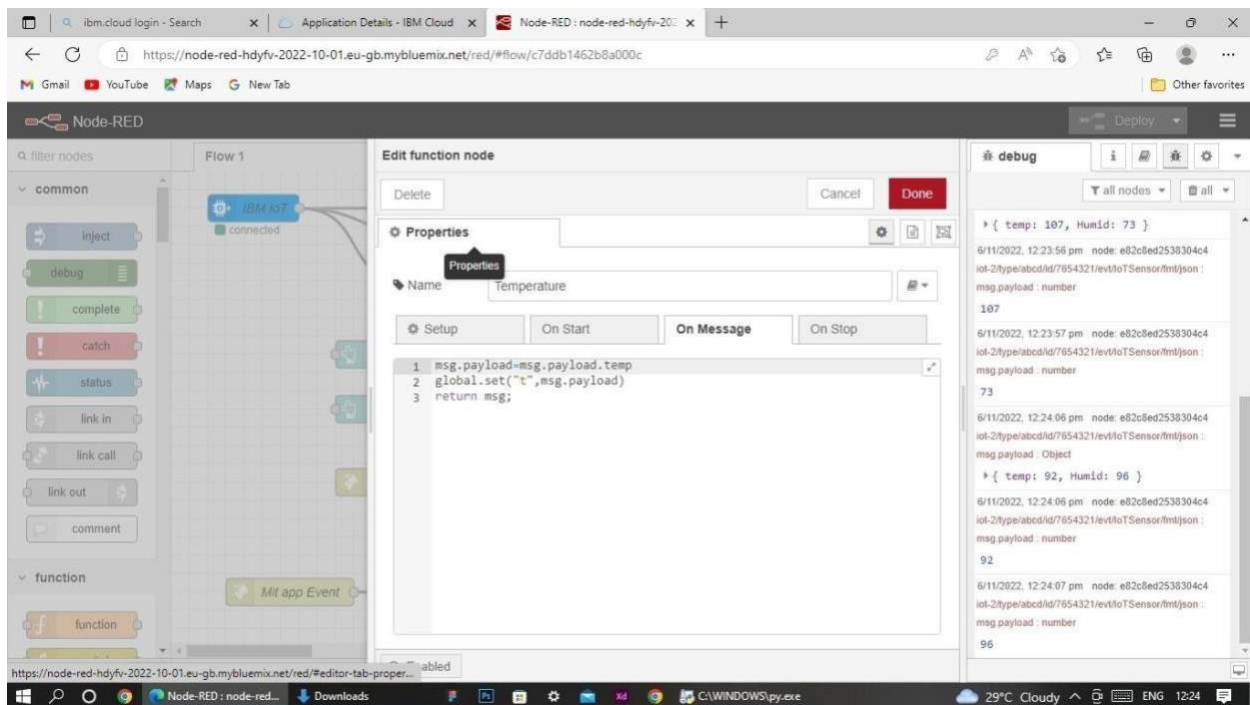 ibm.cloud login - Search
Application Details - IBM Cloud
Node-RED : node-red-hdyfv-202
https://node-red-hdyfv-2022-10-01.eu-gb.mybluemix.net/red/#flow/c7ddb1462b8a000c
Gmail YouTube Maps New Tab
Other favorites
Node-RED
Deploy
filter nodes
Flow 1
Edit function node
debug
common
Delete
Cancel
Done
all nodes
all
IBM IoT
connected
inject
Properties
debug
Properties
Name
Temperature
complete
catch
Setup
On Start
On Message
On Stop
status
link in
link call
link out
comment
1 msg.payload=msg.payload.temp
2 global.set("t",msg.payload)
3 return msg;
function
Mit app Event
function
Enabled
{ temp: 107, Humid: 73 }
6/11/2022, 12:23:56 pm node: e82c8ed2538304c4
iot-2/type/abcd/id/7654321/evt/IoTSensor/fmt/json :
msg.payload : number
107
6/11/2022, 12:23:57 pm node: e82c8ed2538304c4
iot-2/type/abcd/id/7654321/evt/IoTSensor/fmt/json :
msg.payload : number
73
6/11/2022, 12:24:06 pm node: e82c8ed2538304c4
iot-2/type/abcd/id/7654321/evt/IoTSensor/fmt/json :
msg.payload : Object
{ temp: 92, Humid: 96 }
6/11/2022, 12:24:06 pm node: e82c8ed2538304c4
iot-2/type/abcd/id/7654321/evt/IoTSensor/fmt/json :
msg.payload : number
92
6/11/2022, 12:24:07 pm node: e82c8ed2538304c4
iot-2/type/abcd/id/7654321/evt/IoTSensor/fmt/json :
msg.payload : number
96
https://node-red-hdyfv-2022-10-01.eu-gb.mybluemix.net/red/#editor-tab-proper...
Node-RED : node-red...
Downloads
C:\WINDOWS\py.exe
29°C Cloudy
ENG
12:24